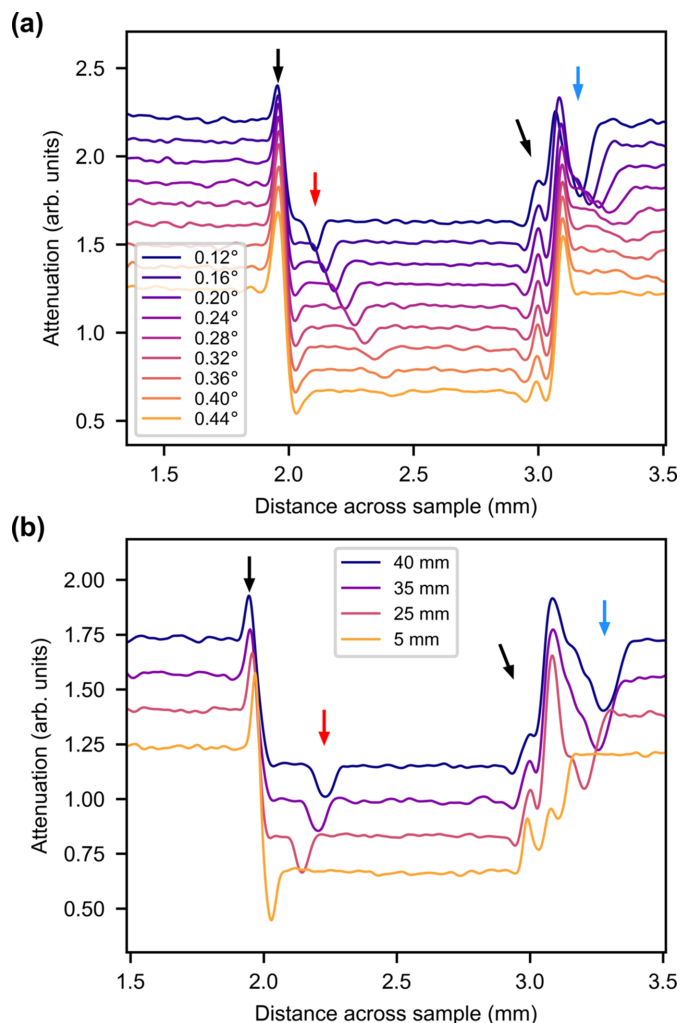 (a)
2.5
2.0
1.5
1.0
0.5
Attenuation (arb. units)
0.12°
0.16°
0.20°
0.24°
0.28°
0.32°
0.36°
0.40°
0.44°
1.5 2.0 2.5 3.0 3.5
Distance across sample (mm)
(b)
2.00
1.75
1.50
1.25
1.00
0.75
0.50
Attenuation (arb. units)
40 mm
35 mm
25 mm
5 mm
1.5 2.0 2.5 3.0 3.5
Distance across sample (mm)